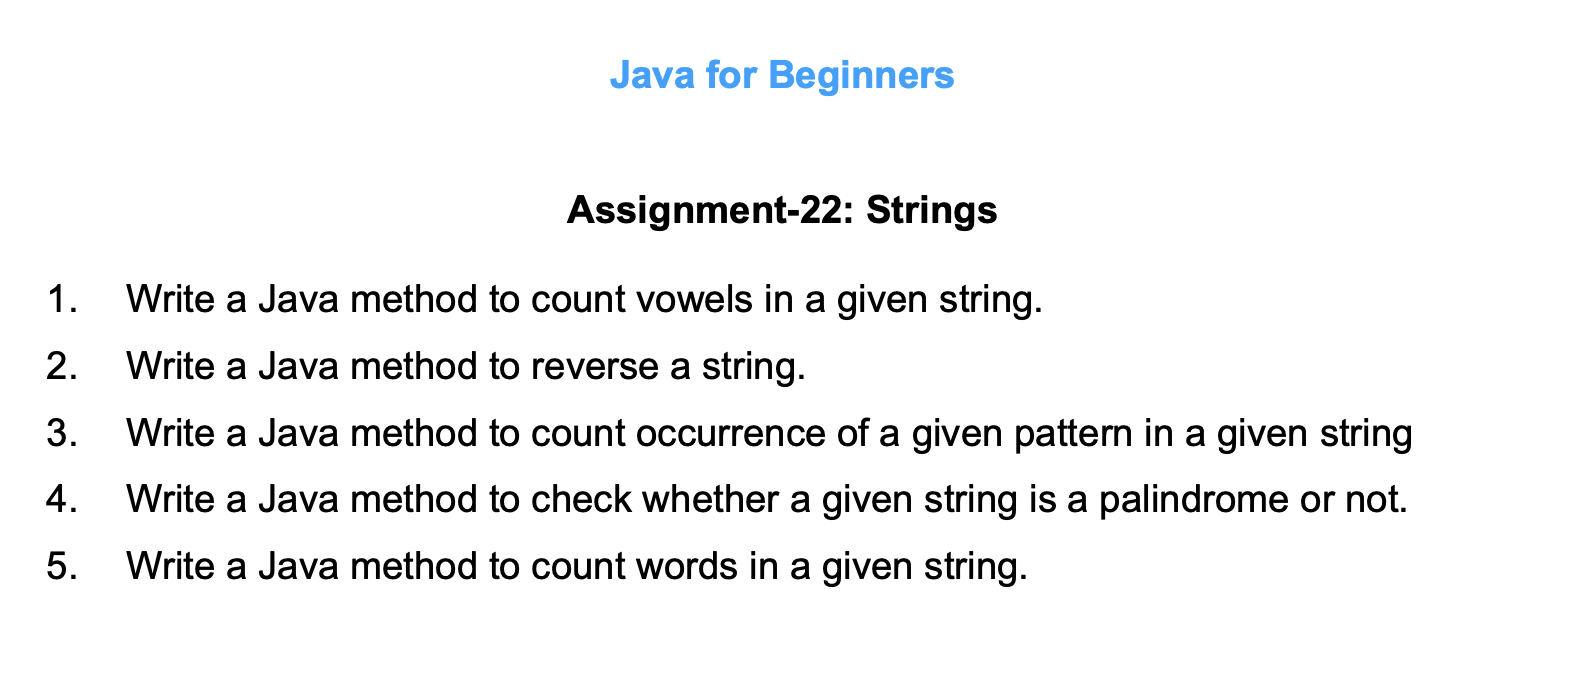 Java for Beginners
Assignment-22: Strings
1. Write a Java method to count vowels in a given string.
2. Write a Java method to reverse a string.
3. Write a Java method to count occurrence of a given pattern in a given string
4. Write a Java method to check whether a given string is a palindrome or not.
5. Write a Java method to count words in a given string.